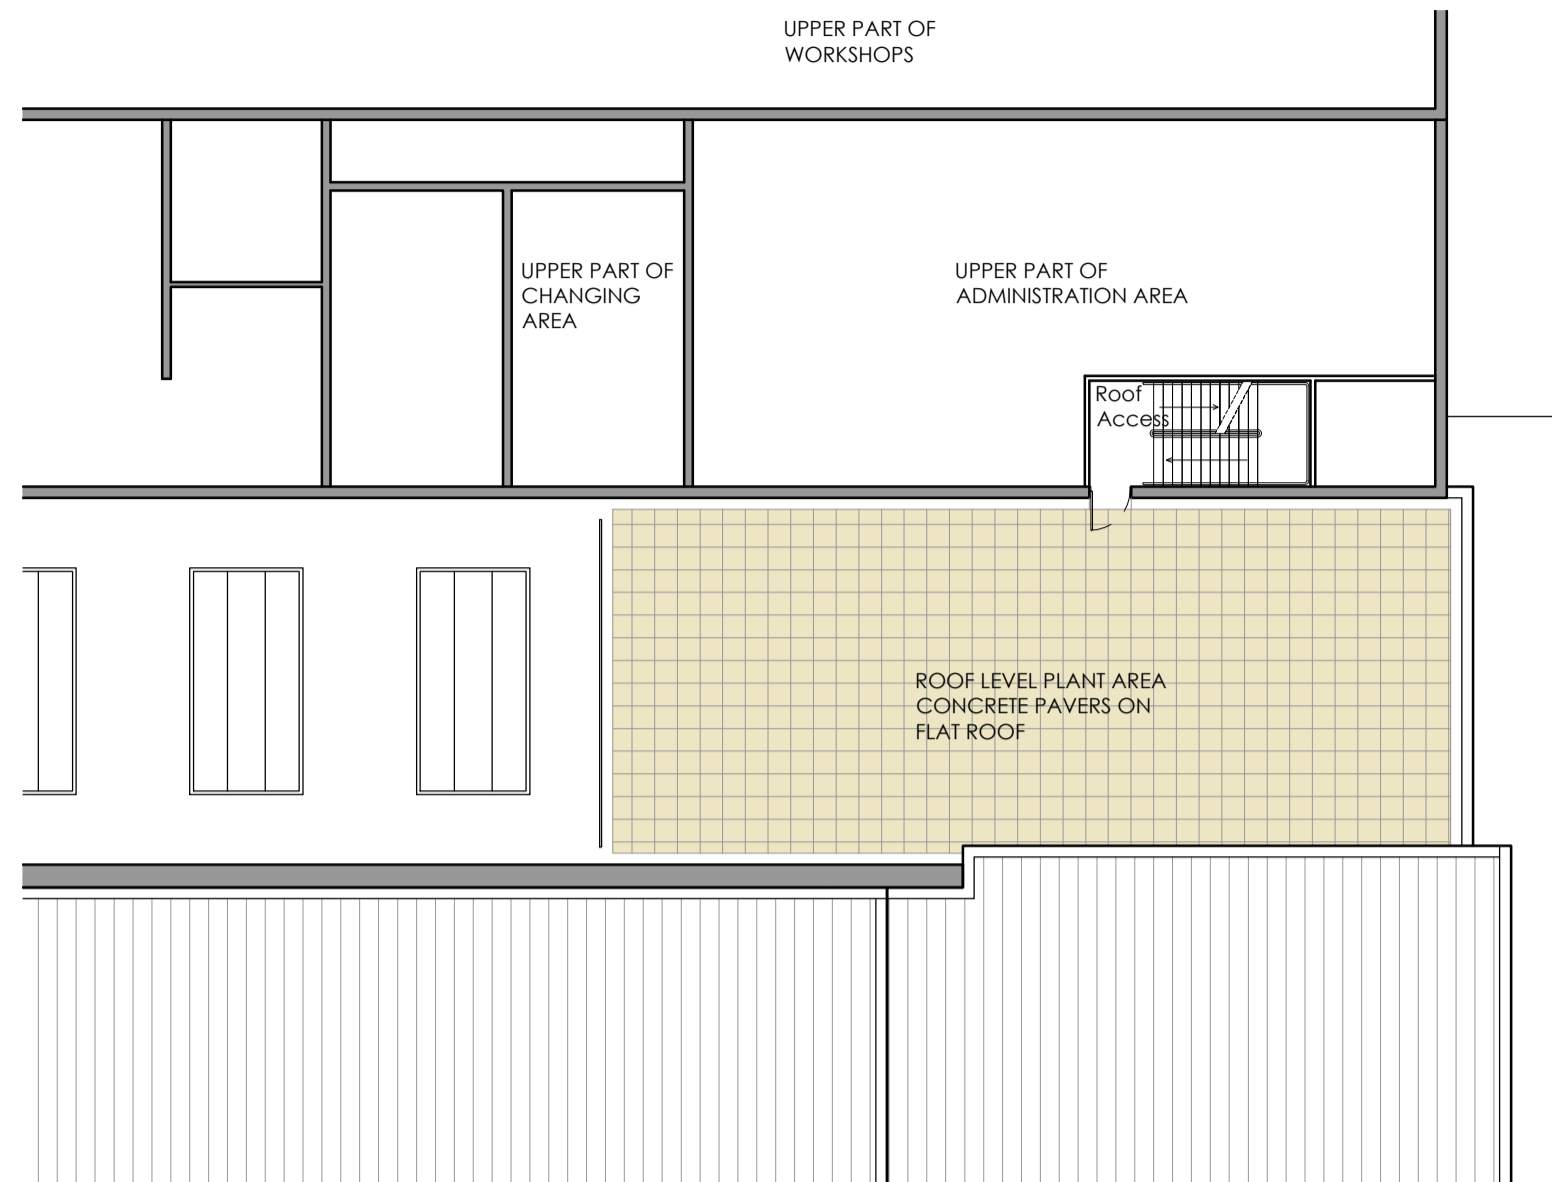 UPPER PART OF
WORKSHOPS
UPPER PART OF
CHANGING
AREA
UPPER PART OF
ADMINISTRATION AREA
Roof
Access
ROOF LEVEL PLANT AREA
CONCRETE PAVERS ON
FLAT ROOF